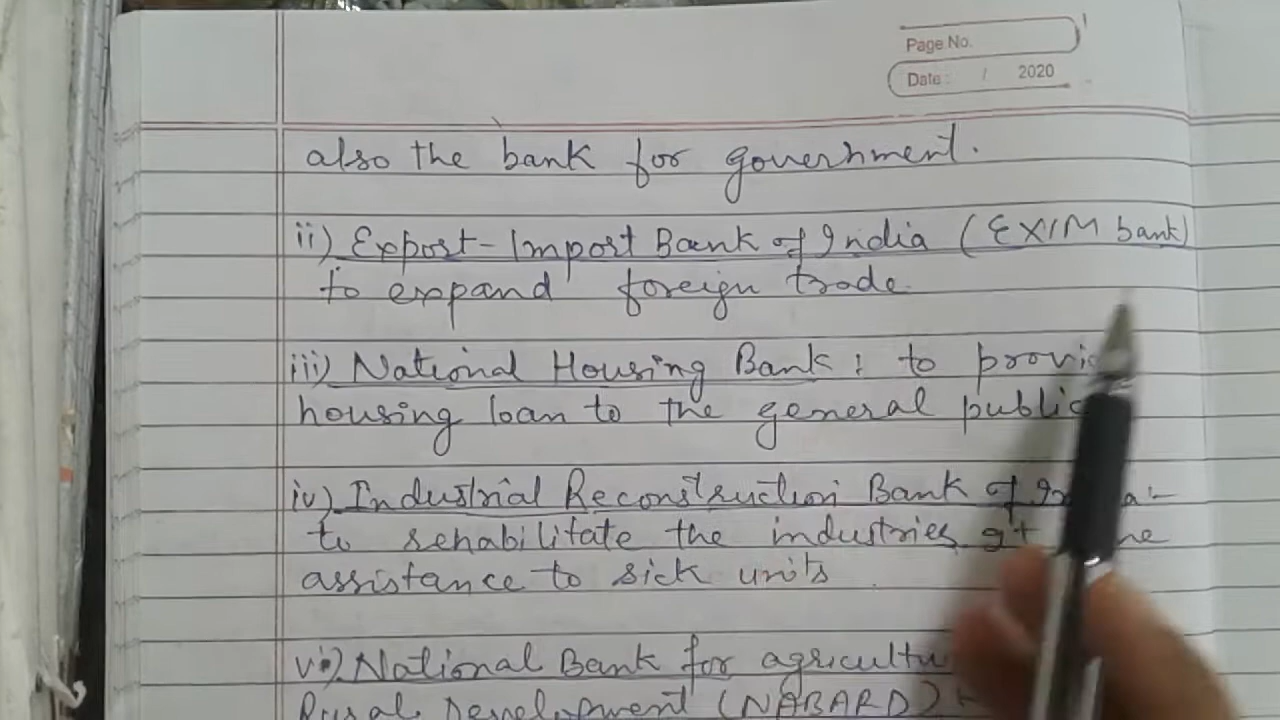 Page No.
Date: / 2020
also the bank for government.
ii) Export-Import Bank of India (EXIM bank)
to expand foreign trade.
iii) National Housing Bank: to
housing loan to the general public
iv) Industrial Reconstruction Bank of
to rehabilitate the industries
assistance to sick units
vi) National Bank for
Rural Development (NABARD)